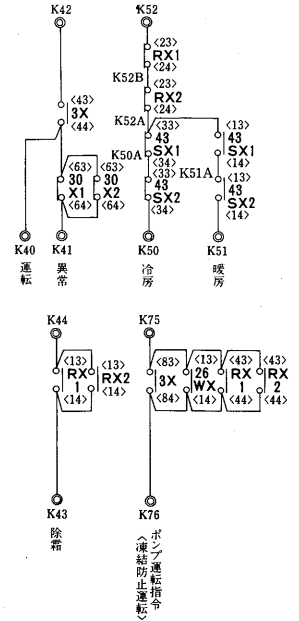 K42
K52
<43>
3X
<44>
<23>
RX1
<24>
K52B
<23>
RX2
<24>
K52A
<33>
43
SX1
<34>
<13>
43
SX1
<14>
<63>
30
X1
<64>
<63>
30
X2
<64>
K50A
<33>
43
SX2
<34>
K51A
<13>
43
SX2
<14>
K40
K41
K50
K51
運転
異常
冷房
暖房
K44
K75
<13>
RX
1
<14>
<13>
RX2
<14>
<83>
3X
<84>
<13>
26
WX
<14>
<43>
RX
1
<44>
<43>
RX
2
<44>
K43
K76
除霜
ポンプ運転指令
〈凍結防止運転〉